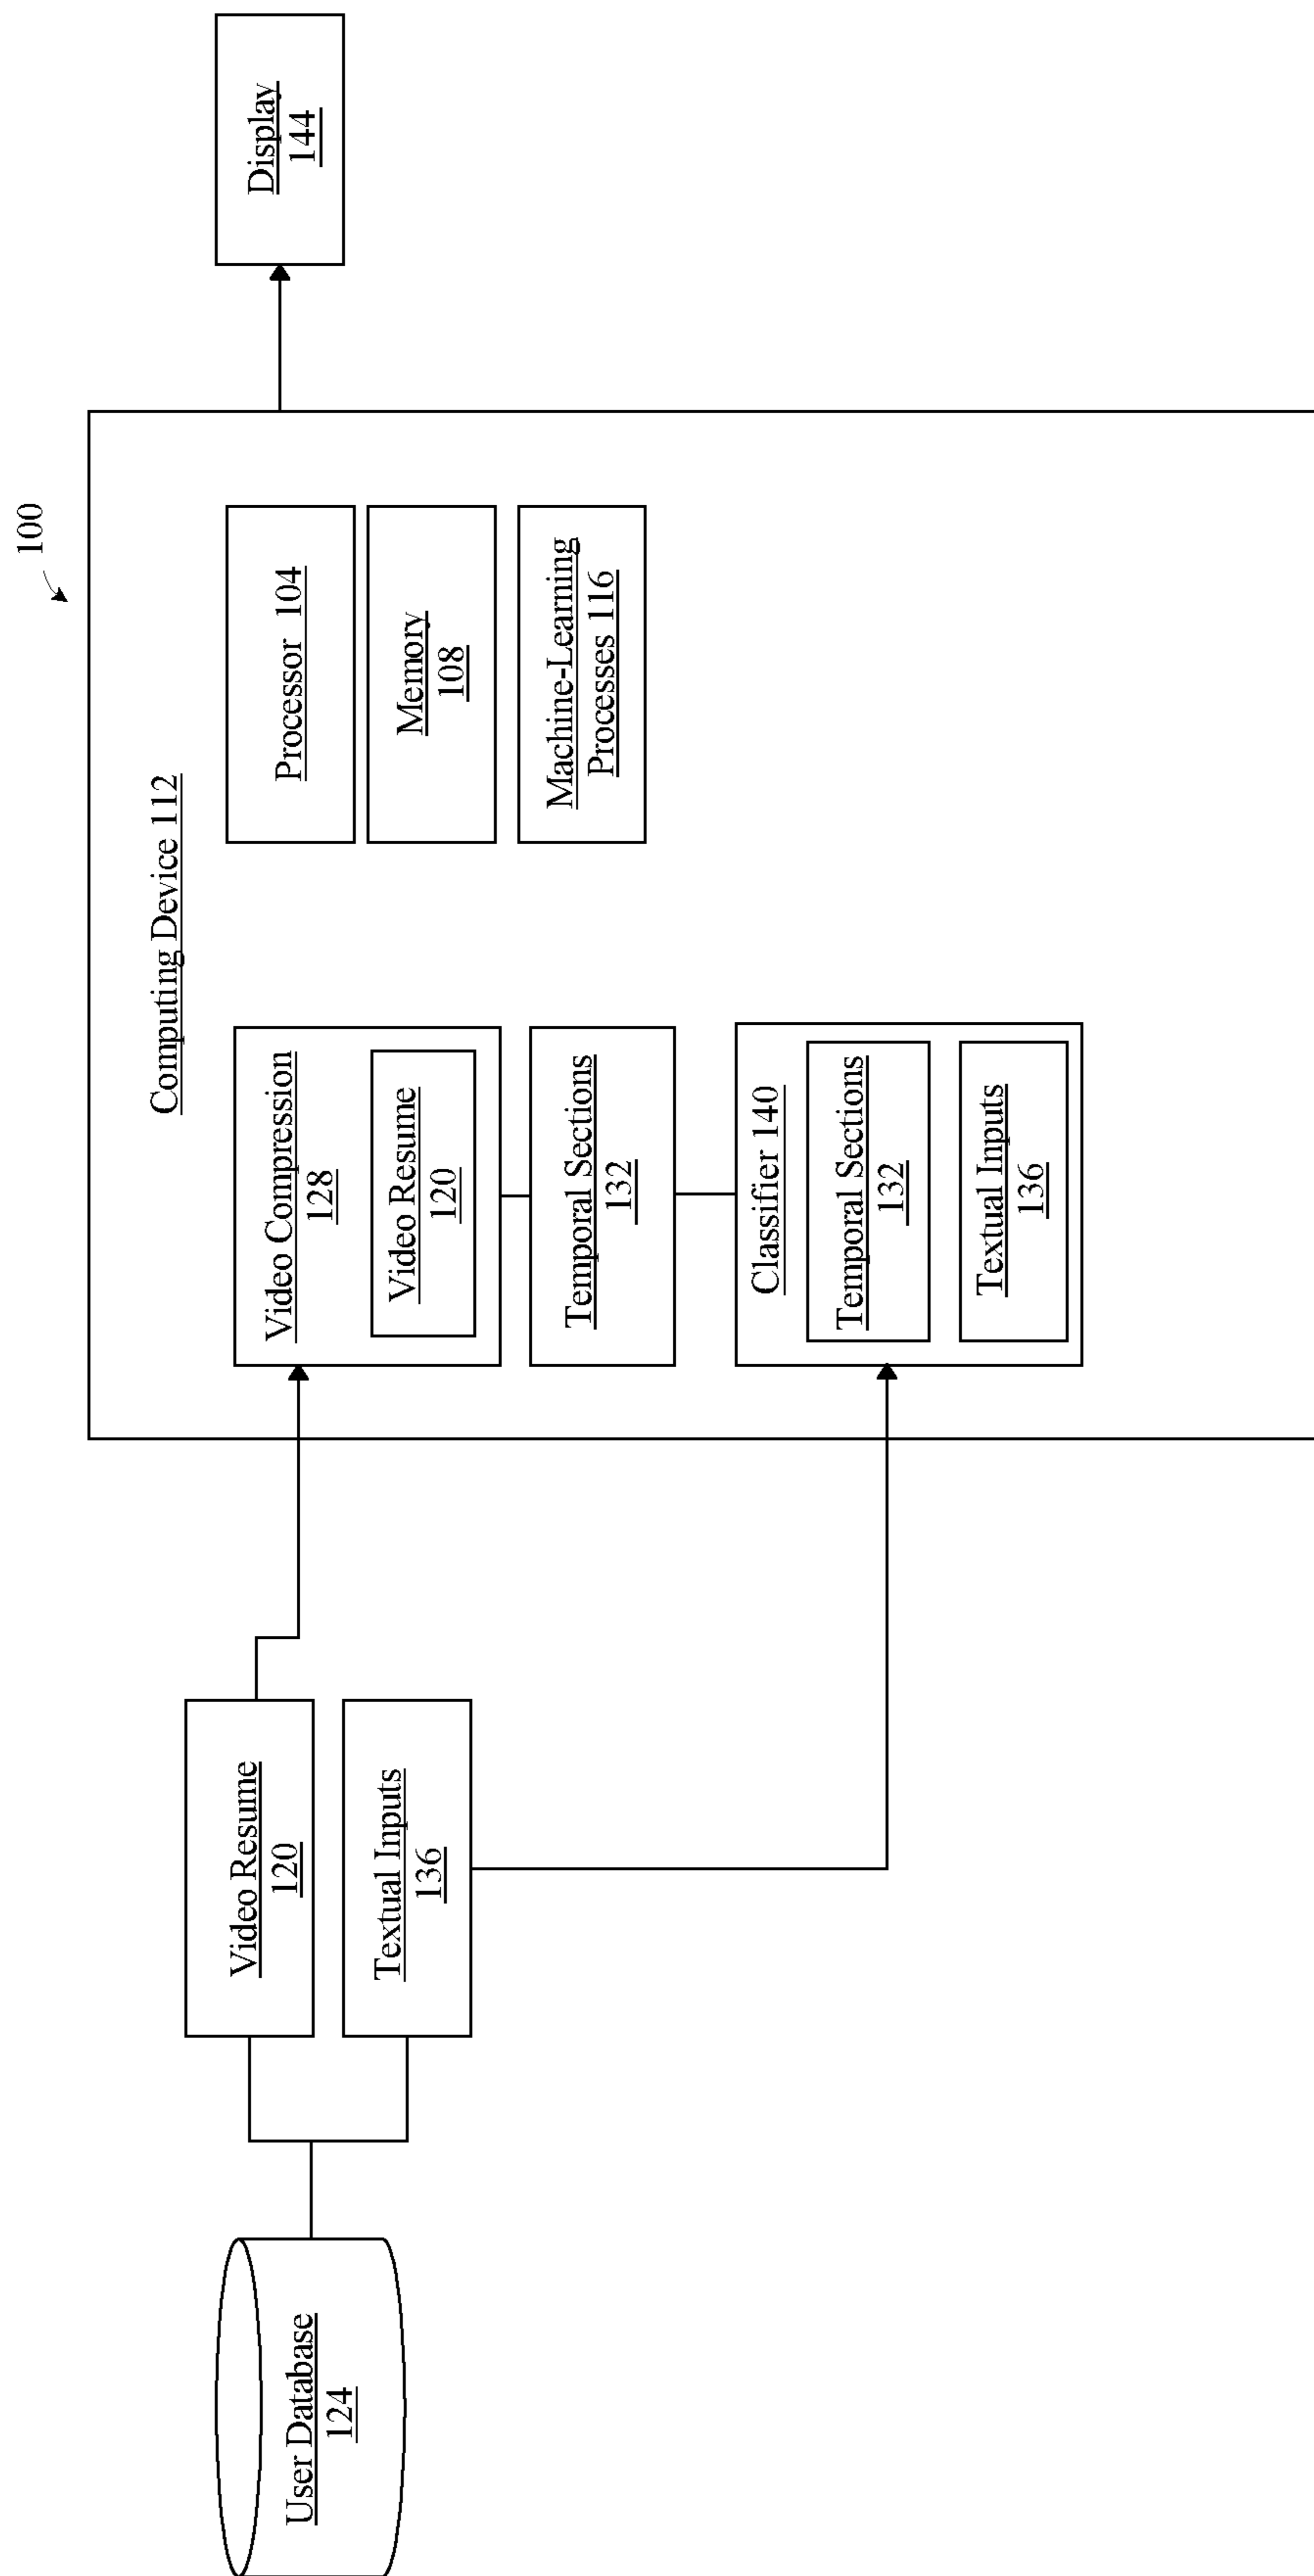 100
Computing Device 112
User Database
124
Video Resume
120
Textual Inputs
136
Video Compression
128
Video Resume
120
Temporal Sections
132
Classifier 140
Temporal Sections
132
Textual Inputs
136
Processor 104
Memory
108
Machine-Learning
Processes 116
Display
144